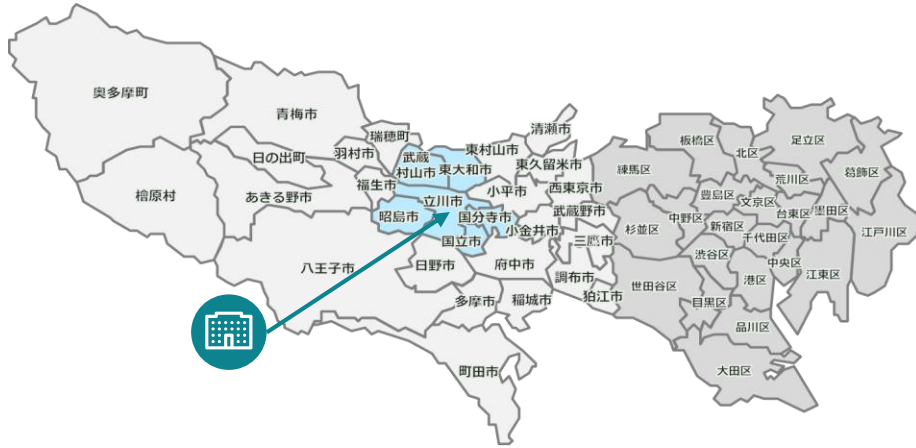 奥多摩町
青梅市
瑞穂町
羽村市
日の出町
檜原村
あきる野市
福生市
武蔵
村山市
東大和市
東村山市
清瀬市
東久留米市
小平市
西東京市
立川市
昭島市
国分寺市
国立市
小金井市
武蔵野市
三鷹市
八王子市
日野市
府中市
調布市
狛江市
多摩市
稲城市
町田市
練馬区
板橋区
北区
足立区
葛飾区
荒川区
豊島区
文京区
台東区
墨田区
江戸川区
杉並区
中野区
新宿区
千代田区
渋谷区
中央区
港区
江東区
世田谷区
目黒区
品川区
大田区